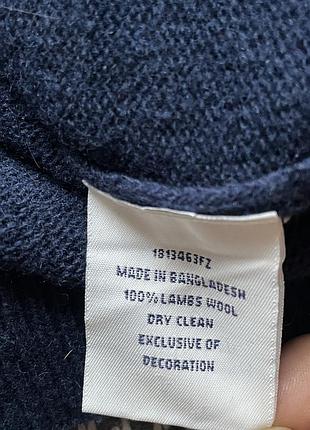 1813463FZ
MADE IN BANGLADESH
100% LAMBS WOOL
DRY CLEAN
EXCLUSIVE OF
DECORATION